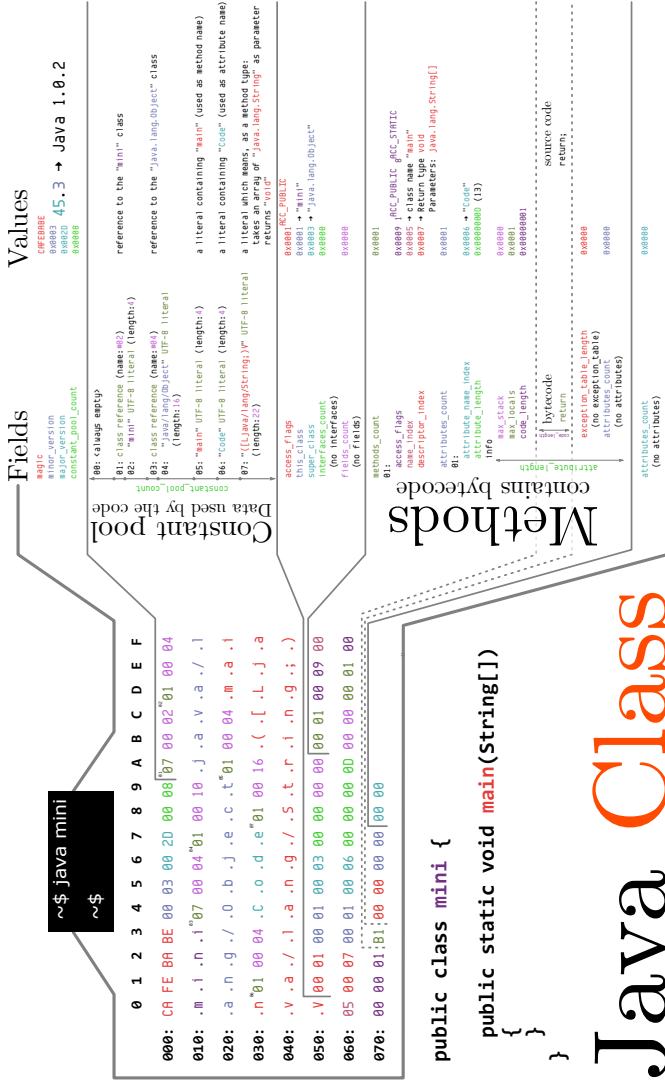 ~$ java mini
~$
0 1 2 3 4 5 6 7 8 9 A B C D E F
000: CA FE BA BE 00 03 00 2D 00 08 07 00 02 01 00 04
010: .m .i .n .i 07 00 04 01 00 10 .j .a .v .a ./ .l
020: .a .n .g ./ .O .b .j .e .c .t 01 00 04 .m .a .i
030: .n 01 00 04 .C .o .d .e 01 00 16 .( .[ .L .j .a
040: .v .a ./ .l .a .n .g ./ .S .t .r .i .n .g .; .)
050: .V 00 01 00 01 00 03 00 00 00 00 00 01 00 09 00
060: 05 00 07 00 01 00 06 00 00 00 0D 00 00 00 01 00
070: 00 00 01 B1 00 00 00 00 00 00
public class mini {
public static void main(String[])
{
}
}
Java Class
Fields
Values
magic
CAFEBABE
minor_version
0x0003
major_version
0x002D 45.3 → Java 1.0.2
constant_pool_count
0x0008
Constant pool
Data used by the code
constant_pool_count
00: <always empty>
01: class reference (name:#02)
reference to the "mini" class
02: "mini" UTF-8 literal (length:4)
03: class reference (name:#04)
reference to the "java.lang.Object" class
04: "java/lang/Object" UTF-8 literal
(length:16)
05: "main" UTF-8 literal (length:4)
a literal containing "main" (used as method name)
06: "Code" UTF-8 literal (length:4)
a literal containing "Code" (used as attribute name)
07: "([Ljava/lang/String;)V" UTF-8 literal
(length:22)
a literal which means, as a method type:
takes an array of "java.lang.String" as parameter
returns "void"
access_flags
0x0001 ACC_PUBLIC
this_class
0x0001 → "mini"
super_class
0x0003 → "java.lang.Object"
interfaces_count
0x0000
(no interfaces)
fields_count
0x0000
(no fields)
Methods
contains bytecode
methods_count
0x0001
01:
access_flags
0x0009 ACC_PUBLIC & ACC_STATIC
name_index
0x0005 → class name "main"
descriptor_index
0x0007 → Return type void
Parameters: java.lang.String[]
attributes_count
0x0001
01:
attribute_name_index
0x0006 → "Code"
attribute_length
0x0000000D (13)
info
attribute_length
max_stack
0x0000
max_locals
0x0001
code_length
0x00000001
code_length
bytecode
source code
return
return;
exception_table_length
0x0000
(no exception_table)
attributes_count
0x0000
(no attributes)
attributes_count
0x0000
(no attributes)